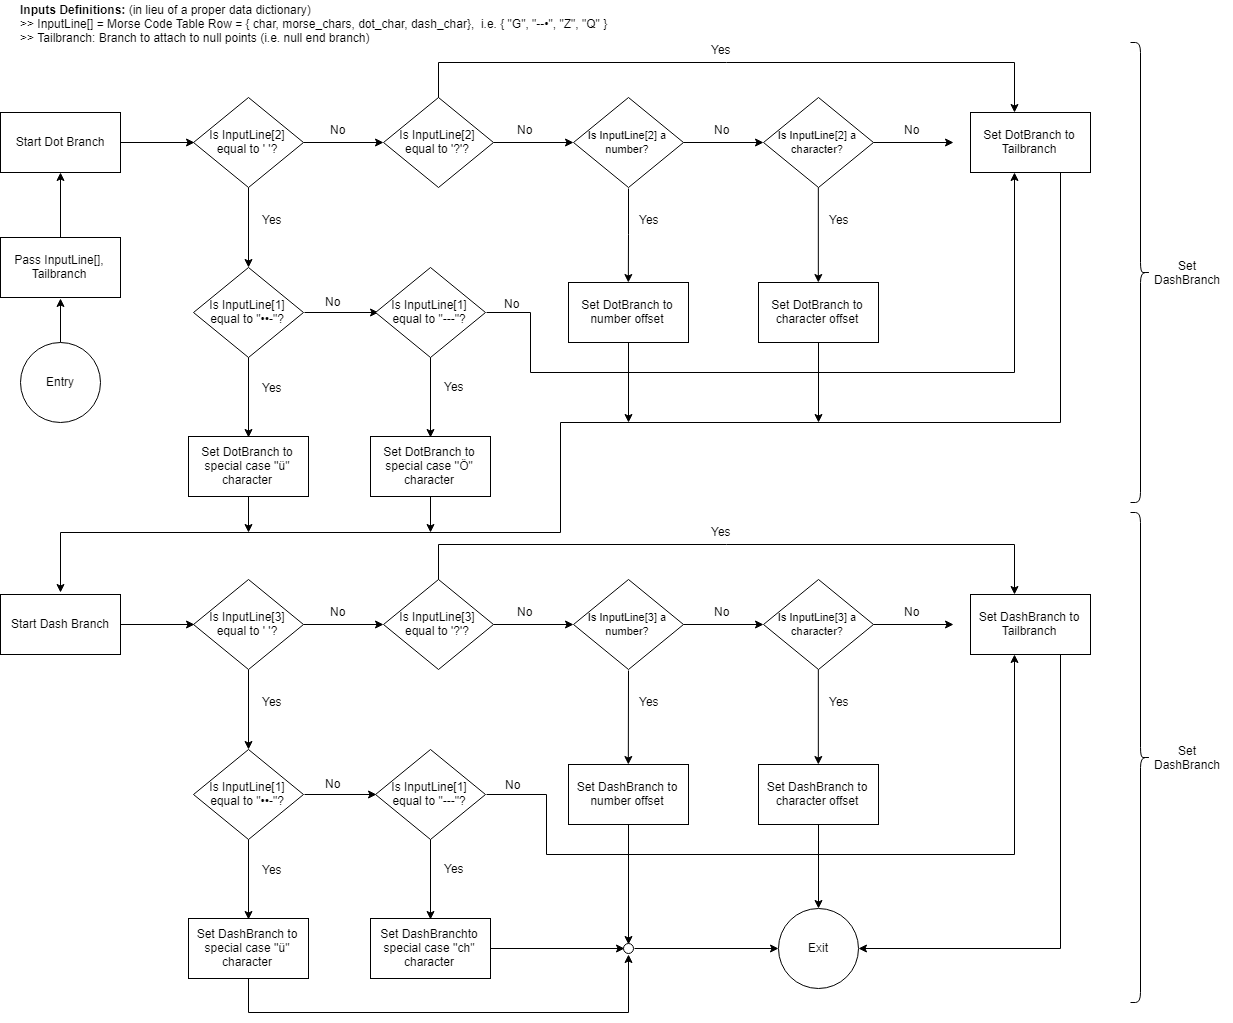 Inputs Definitions: (in lieu of a proper data dictionary)
>> InputLine[] = Morse Code Table Row = { char, morse_chars, dot_char, dash_char}, i.e. { "G", "--•", "Z", "Q" }
>> Tailbranch: Branch to attach to null points (i.e. null end branch)
Yes
Start Dot Branch
Is InputLine[2]
equal to ' '?
No
Is InputLine[2]
equal to '?'?
No
Is InputLine[2] a
number?
No
Is InputLine[2] a
character?
No
Set DotBranch to
Tailbranch
Yes
Yes
Yes
Pass InputLine[],
Tailbranch
Set
DashBranch
Is InputLine[1]
equal to "••-"?
No
Is InputLine[1]
equal to "---"?
No
Set DotBranch to
number offset
Set DotBranch to
character offset
Entry
Yes
Yes
Set DotBranch to
special case "ü"
character
Set DotBranch to
special case "Ö"
character
Yes
Start Dash Branch
Is InputLine[3]
equal to ' '?
No
Is InputLine[3]
equal to '?'?
No
Is InputLine[3] a
number?
No
Is InputLine[3] a
character?
No
Set DashBranch to
Tailbranch
Yes
Yes
Yes
Set
DashBranch
Is InputLine[1]
equal to "••-"?
No
Is InputLine[1]
equal to "---"?
No
Set DashBranch to
number offset
Set DashBranch to
character offset
Yes
Yes
Set DashBranch to
special case "ü"
character
Set DashBranchto
special case "ch"
character
Exit